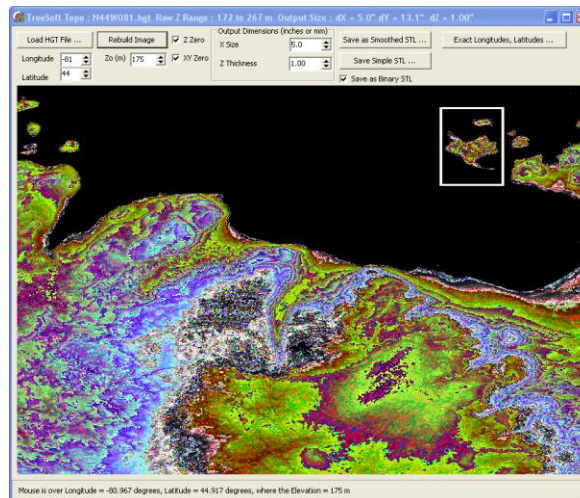 TreeSoft Topo : N44W081.hgt Raw Z Range : 172 to 267 m Output Size : dX = 5.0" dY = 13.1" dZ = 1.00"
Load HGT File ... Rebuild Image Z Zero Output Dimensions (inches or mm) Save as Smoothed STL ... Exact Longitudes, Latitudes ...
X Size 5.0
Longitude -81 Zo (m) 175 XY Zero Save Simple STL ...
Z Thickness 1.00
Latitude 44 Save as Binary STL
Mouse is over Longitude = -80.967 degrees, Latitude = 44.917 degrees, where the Elevation = 175 m